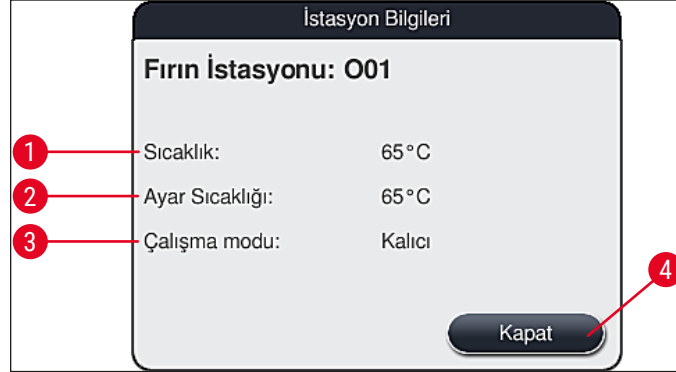 İstasyon Bilgileri
Fırın İstasyonu: O01
1 Sıcaklık: 65°C
2 Ayar Sıcaklığı: 65°C
3 Çalışma modu: Kalıcı
4
Kapat